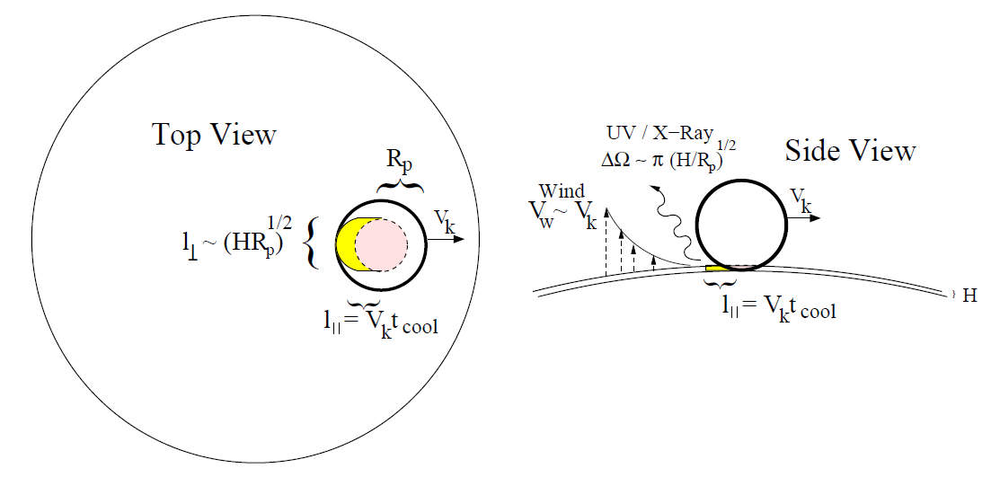 Top View
R_p
V_k
l_⊥ ~ (HR_p)^1/2
l_|| = V_k t_cool
UV / X−Ray
ΔΩ ~ π (H/R_p)^1/2
Side View
Wind
V_w ~ V_k
V_k
l_|| = V_k t_cool
H